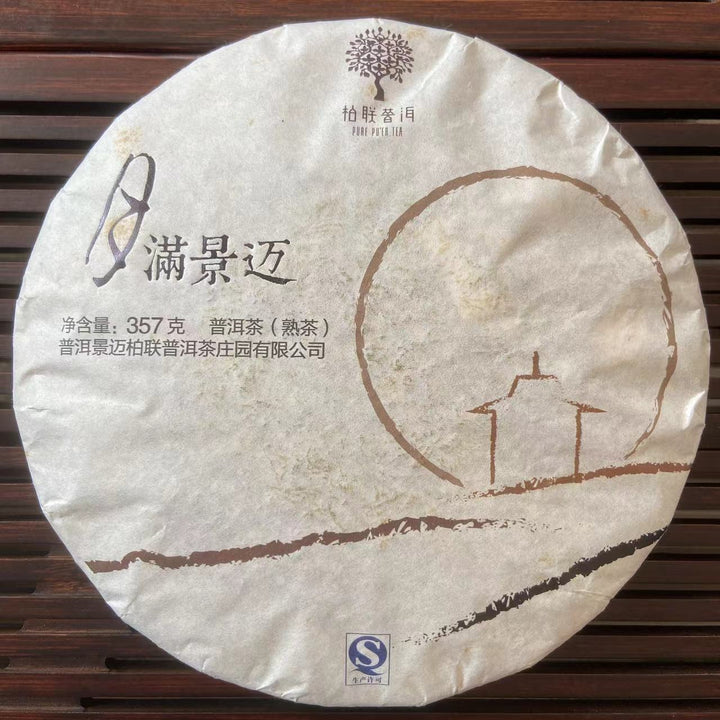 柏联普洱
PURE PU'ER TEA
月滿景迈
净含量：357克 普洱茶（熟茶）
普洱景迈柏联普洱茶庄园有限公司
生产许可